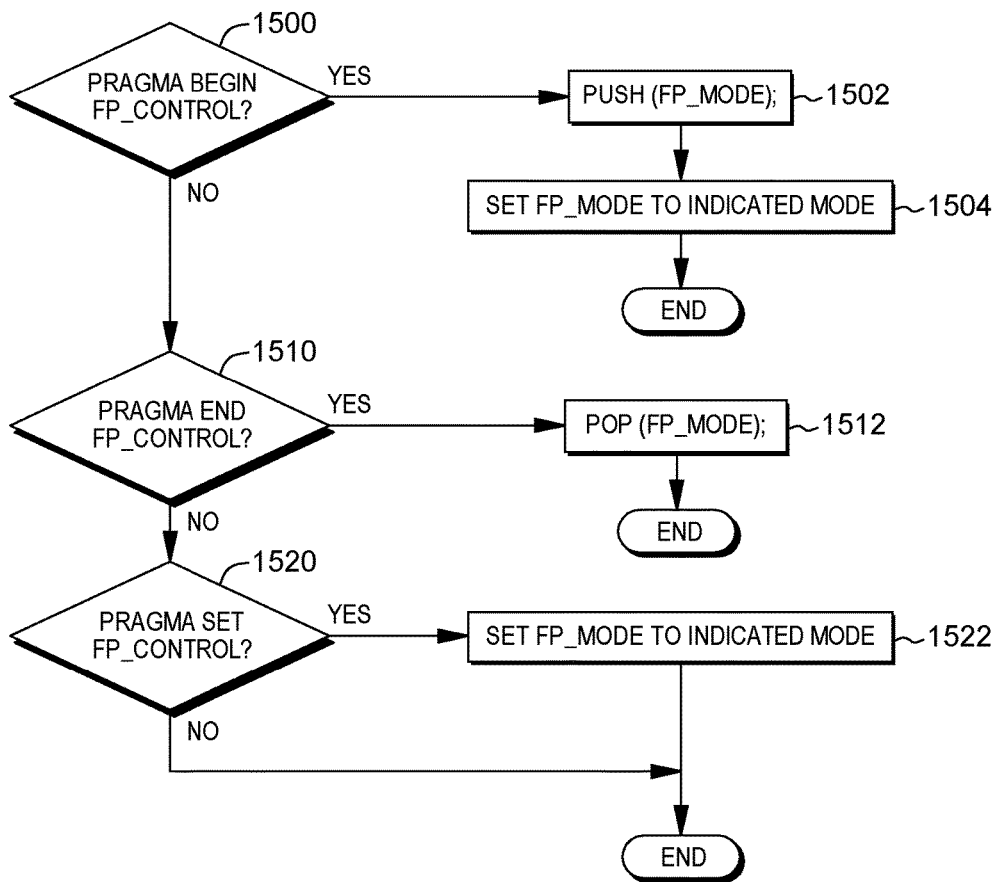 1500
PRAGMA BEGIN
FP_CONTROL?
YES
PUSH (FP_MODE);
1502
NO
SET FP_MODE TO INDICATED MODE
1504
END
1510
PRAGMA END
FP_CONTROL?
YES
POP (FP_MODE);
1512
NO
END
1520
PRAGMA SET
FP_CONTROL?
YES
SET FP_MODE TO INDICATED MODE
1522
NO
END